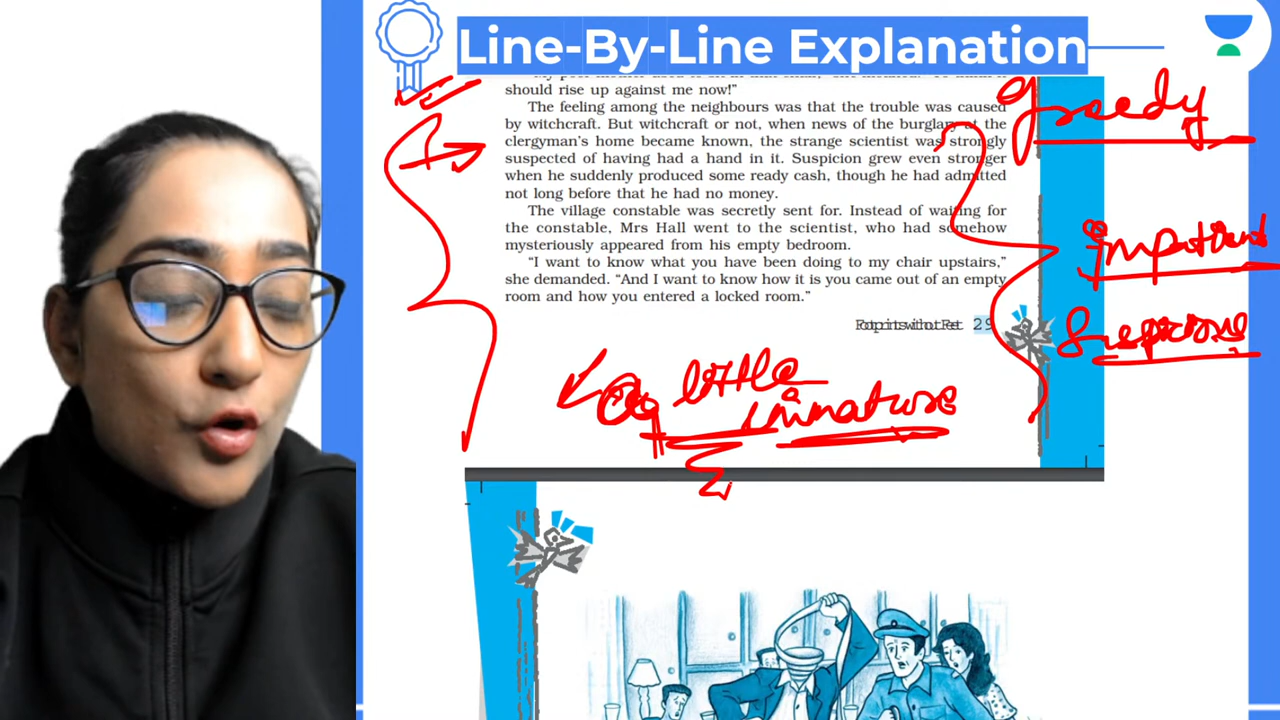 Line-By-Line Explanation
should rise up against me now!"
The feeling among the neighbours was that the trouble was caused
by witchcraft. But witchcraft or not, when news of the burglary at the
clergyman's home became known, the strange scientist was strongly
suspected of having had a hand in it. Suspicion grew even stronger
when he suddenly produced some ready cash, though he had admitted
not long before that he had no money.
The village constable was secretly sent for. Instead of waiting for
the constable, Mrs Hall went to the scientist, who had somehow
mysteriously appeared from his empty bedroom.
"I want to know what you have been doing to my chair upstairs,"
she demanded. "And I want to know how it is you came out of an empty
room and how you entered a locked room."
29
Greedy
impatient
a little
immature